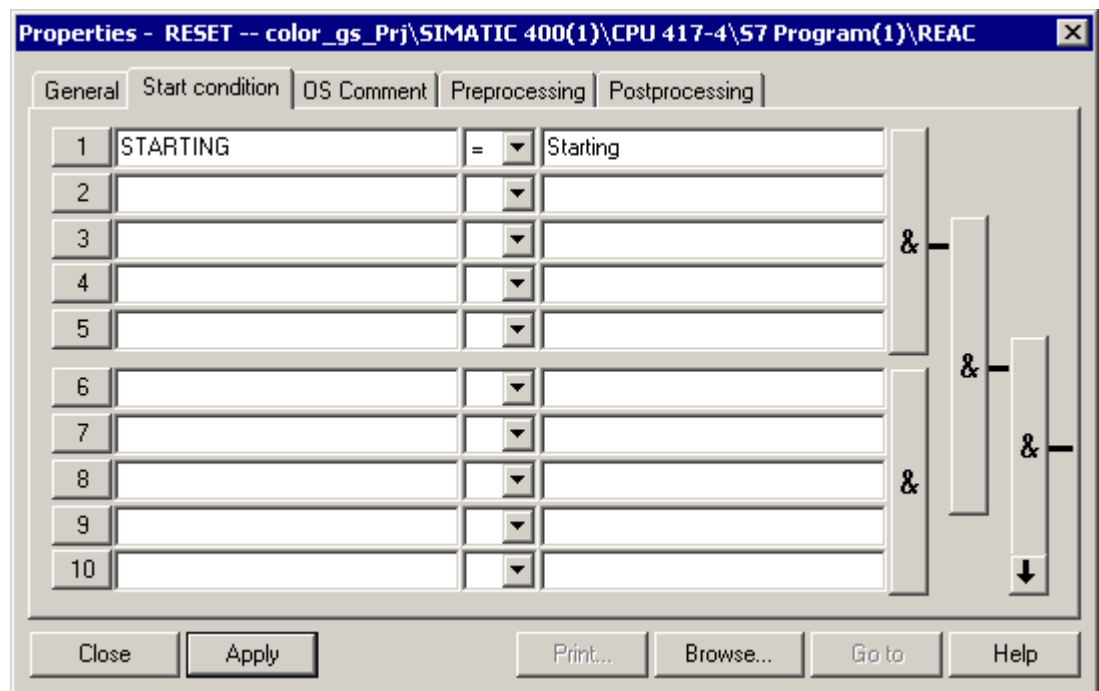 Properties - RESET -- color_gs_Prj\SIMATIC 400(1)\CPU 417-4\S7 Program(1)\REAC
General Start condition OS Comment Preprocessing Postprocessing
1 STARTING = Starting
2
3 &
4
5
&
6
7 &
8 &
9
10
Close Apply Print... Browse... Go to Help